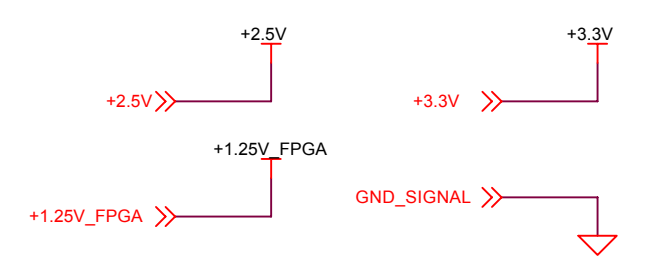 +2.5V
+3.3V
+2.5V
+3.3V
+1.25V_FPGA
GND_SIGNAL
+1.25V_FPGA